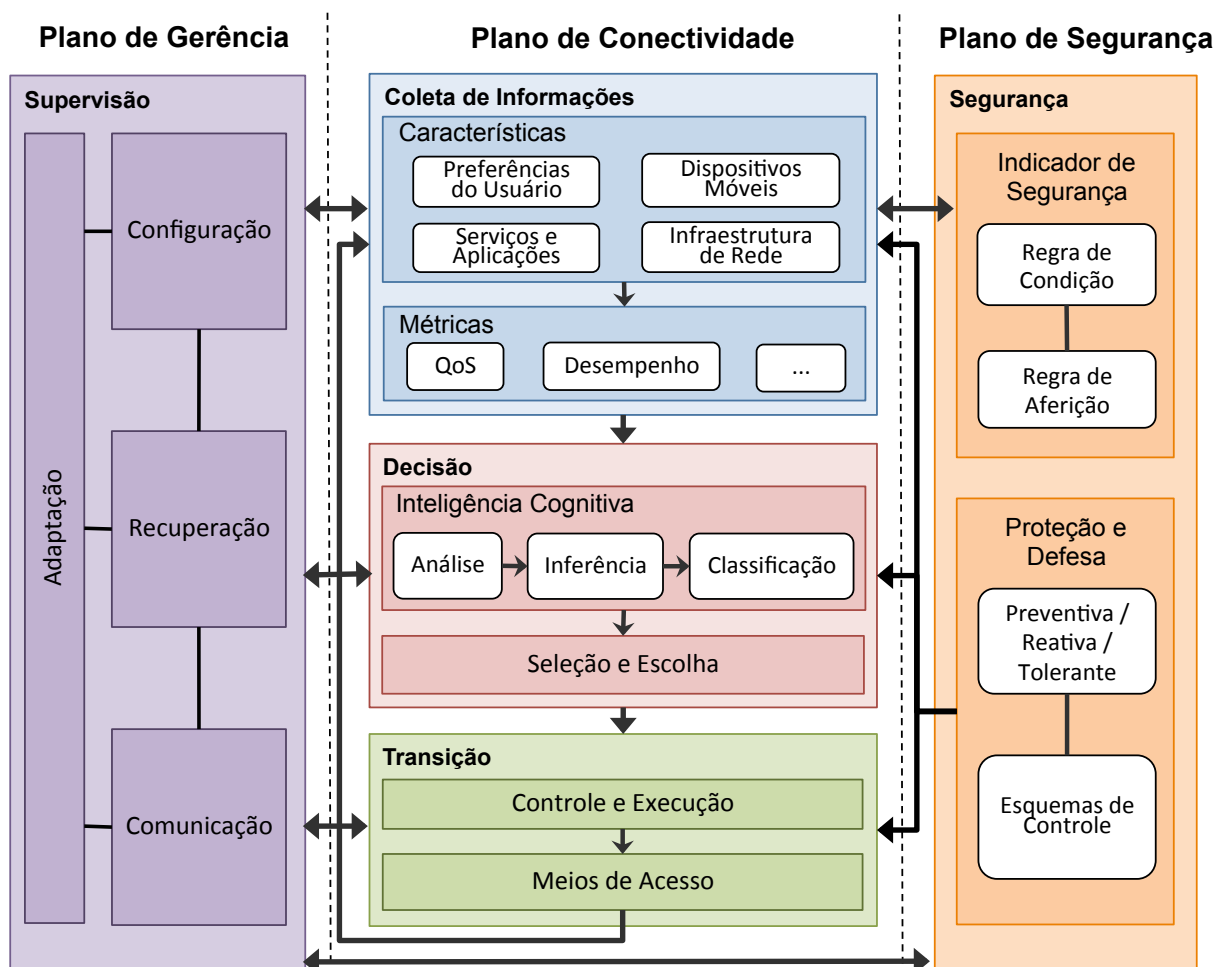 Plano de Gerência
Plano de Conectividade
Plano de Segurança
Supervisão
Adaptação
Configuração
Recuperação
Comunicação
Coleta de Informações
Características
Preferências
do Usuário
Dispositivos
Móveis
Serviços e
Aplicações
Infraestrutura
de Rede
Métricas
QoS
Desempenho
...
Decisão
Inteligência Cognitiva
Análise
Inferência
Classificação
Seleção e Escolha
Transição
Controle e Execução
Meios de Acesso
Segurança
Indicador de
Segurança
Regra de
Condição
Regra de
Aferição
Proteção e
Defesa
Preventiva /
Reativa /
Tolerante
Esquemas de
Controle